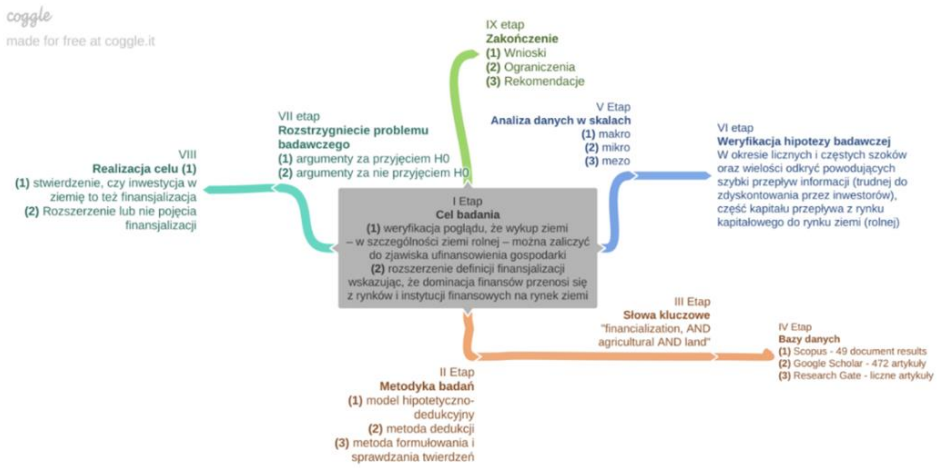 coggle
made for free at coggle.it
IX etap
Zakończenie
(1) Wnioski
(2) Ograniczenia
(3) Rekomendacje
VII etap
Rozstrzygniecie problemu
badawczego
(1) argumenty za przyjęciem H0
(2) argumenty za nie przyjęciem H0
V Etap
Analiza danych w skalach
(1) makro
(2) mikro
(3) mezo
VI etap
Weryfikacja hipotezy badawczej
W okresie licznych i częstych szoków
oraz wielości odkryć powodujących
szybki przepływ informacji (trudnej do
zdyskontowania przez inwestorów),
część kapitału przepływa z rynku
kapitałowego do rynku ziemi (rolnej)
VIII
Realizacja celu (1)
(1) stwierdzenie, czy inwestycja w
ziemię to też finansjalizacja
(2) Rozszerzenie lub nie pojęcia
finansjalizacji
I Etap
Cel badania
(1) weryfikacja poglądu, że wykup ziemi
– w szczególności ziemi rolnej – można zaliczyć
do zjawiska ufinansowienia gospodarki
(2) rozszerzenie definicji finansjalizacji
wskazując, że dominacja finansów przenosi się
z rynków i instytucji finansowych na rynek ziemi
III Etap
Słowa kluczowe
"financialization, AND
agricultural AND land"
IV Etap
Bazy danych
(1) Scopus - 49 document results
(2) Google Scholar - 472 artykuły
(3) Research Gate - liczne artykuły
II Etap
Metodyka badań
(1) model hipotetyczno-
dedukcyjny
(2) metoda dedukcji
(3) metoda formułowania i
sprawdzania twierdzeń